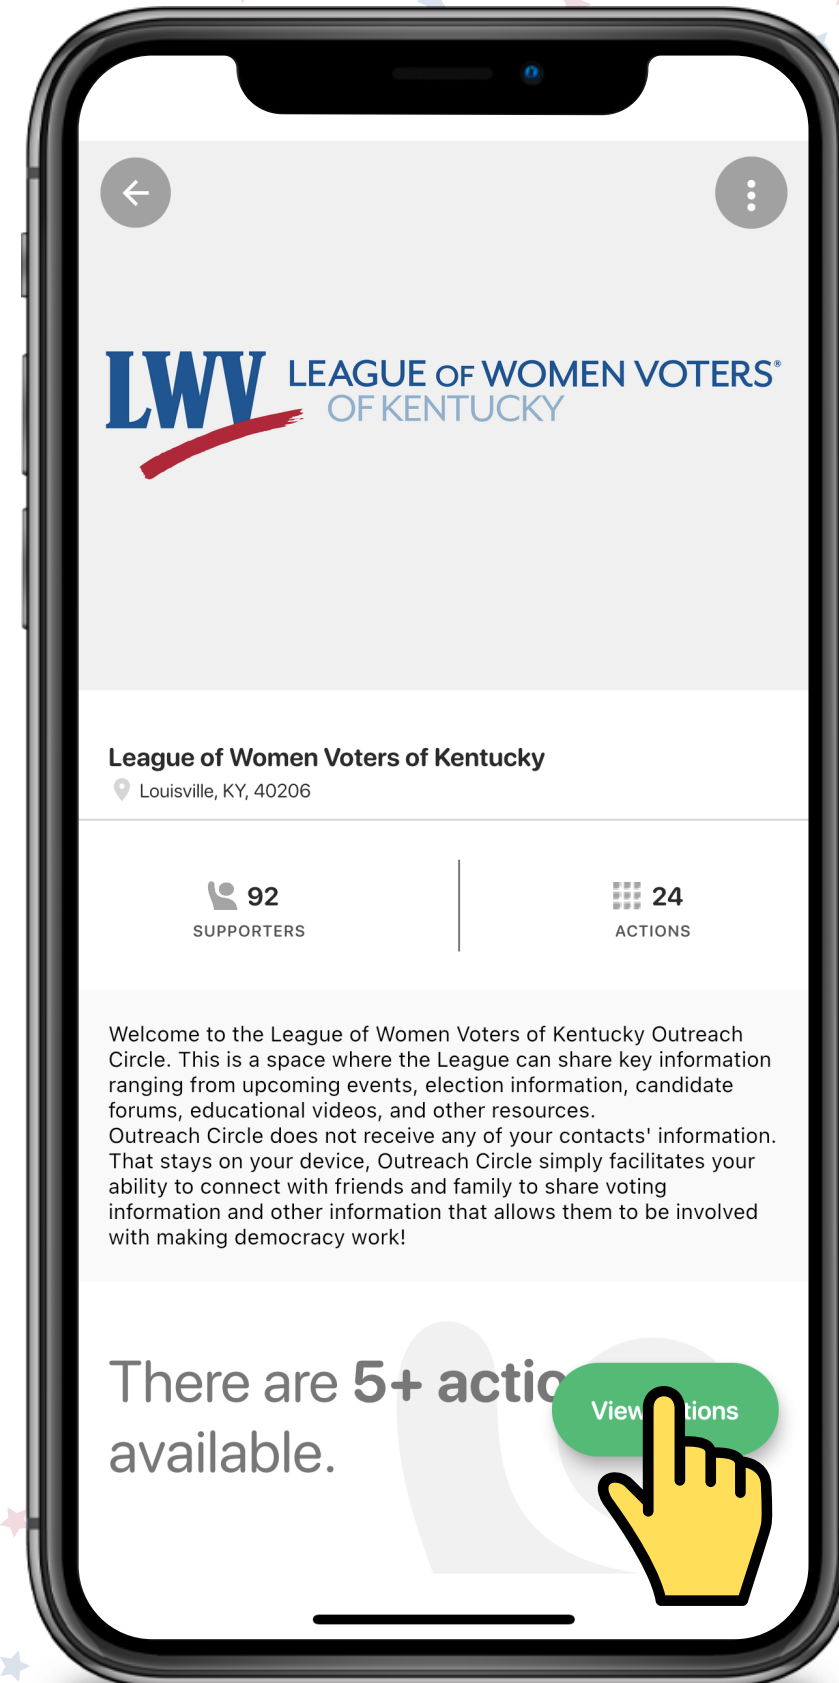 LWV LEAGUE OF WOMEN VOTERS®
OF KENTUCKY
League of Women Voters of Kentucky
Louisville, KY, 40206
92
SUPPORTERS
24
ACTIONS
Welcome to the League of Women Voters of Kentucky Outreach
Circle. This is a space where the League can share key information
ranging from upcoming events, election information, candidate
forums, educational videos, and other resources.
Outreach Circle does not receive any of your contacts' information.
That stays on your device, Outreach Circle simply facilitates your
ability to connect with friends and family to share voting
information and other information that allows them to be involved
with making democracy work!
There are 5+ actio
available.
View tions